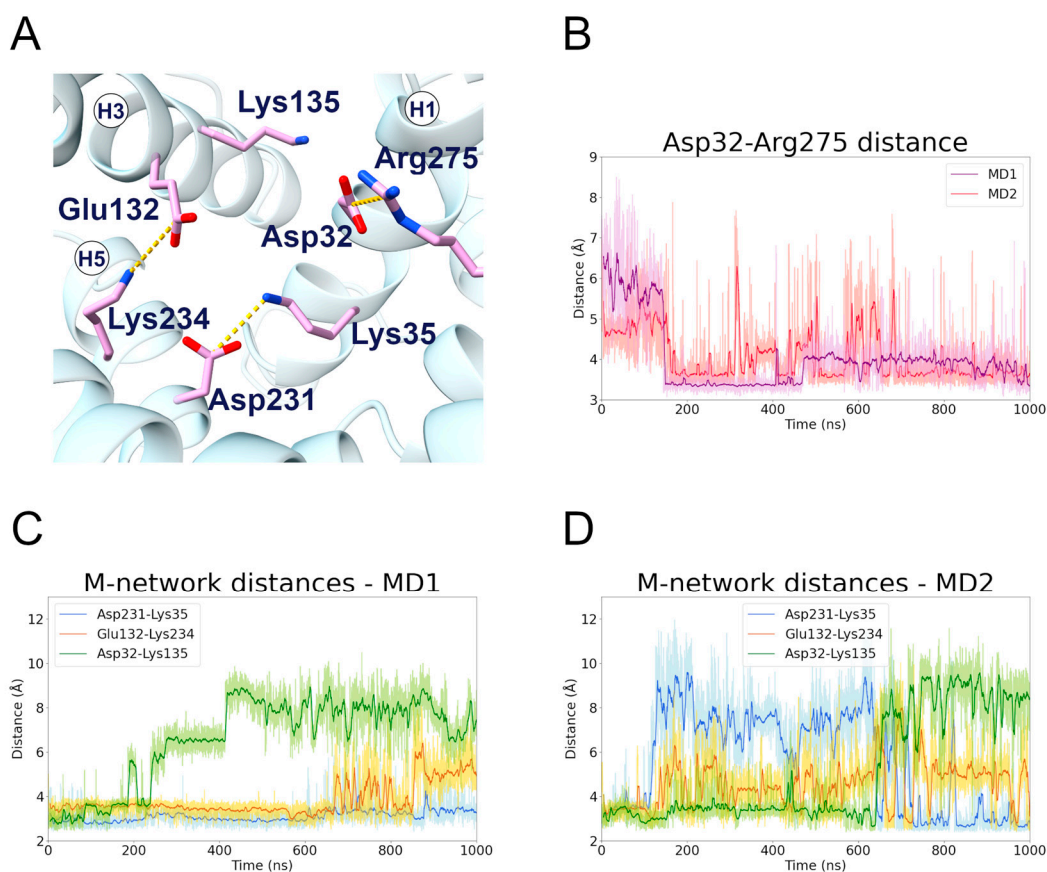 A
H3
Lys135
H1
Arg275
Glu132
Asp32
H5
Lys234
Lys35
Asp231
B
Asp32-Arg275 distance
MD1
MD2
9
8
7
6
5
4
3
Distance (Å)
0 200 400 600 800 1000
Time (ns)
C
M-network distances - MD1
Asp231-Lys35
Glu132-Lys234
Asp32-Lys135
12
10
8
6
4
2
Distance (Å)
0 200 400 600 800 1000
Time (ns)
D
M-network distances - MD2
Asp231-Lys35
Glu132-Lys234
Asp32-Lys135
12
10
8
6
4
2
Distance (Å)
0 200 400 600 800 1000
Time (ns)